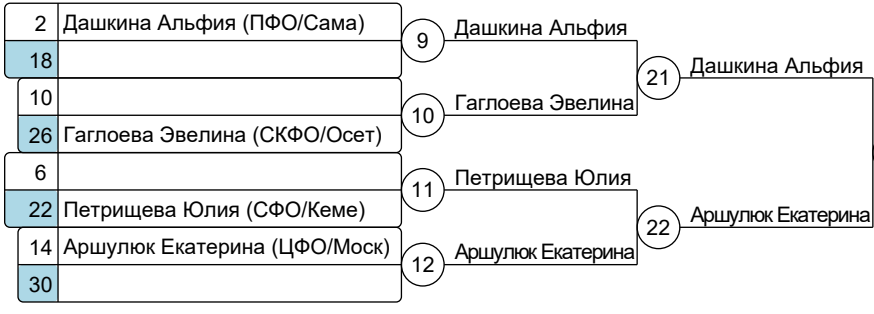 2 Дашкина Альфия (ПФО/Сама)
18
9 Дашкина Альфия
10
26 Гаглоева Эвелина (СКФО/Осет)
10 Гаглоева Эвелина
21 Дашкина Альфия
6
22 Петрищева Юлия (СФО/Кеме)
11 Петрищева Юлия
14 Аршулюк Екатерина (ЦФО/Моск)
30
12 Аршулюк Екатерина
22 Аршулюк Екатерина